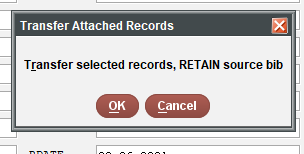 Transfer Attached Records
Transfer selected records, RETAIN source bib
OK
Cancel